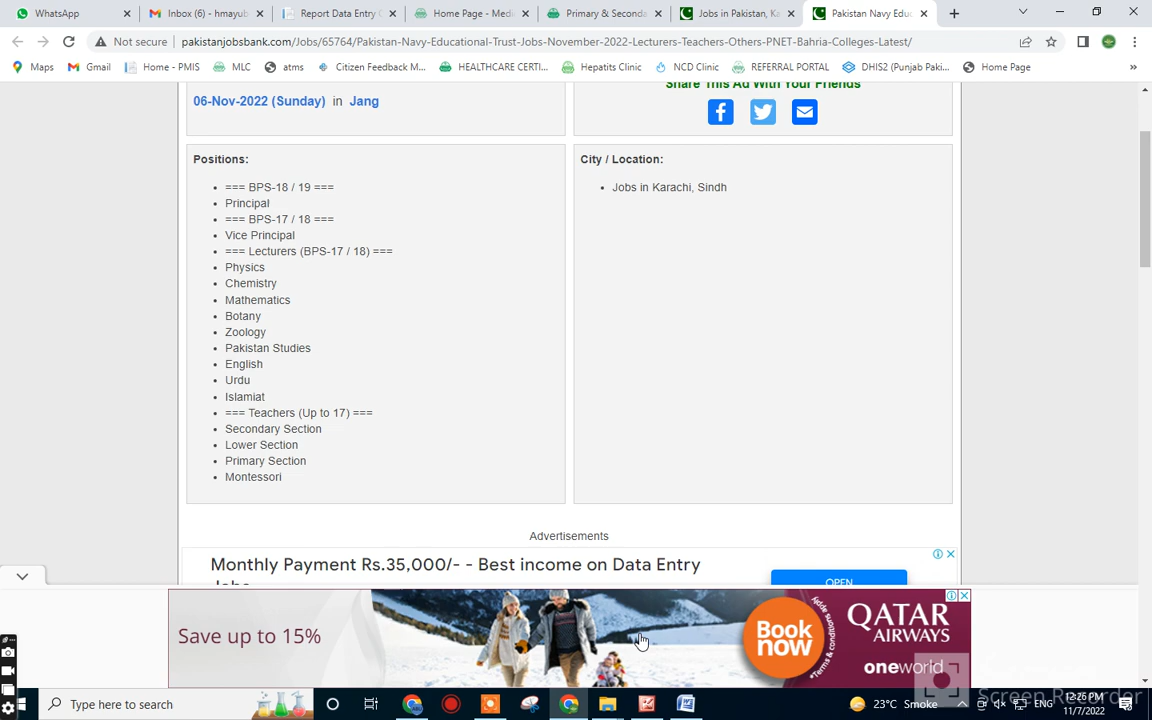 WhatsApp
Inbox (6) - hmayub
Report Data Entry
Home Page - Medi
Primary & Seconda
Jobs in Pakistan, Ka
Pakistan Navy Educ
Not secure
pakistanjobsbank.com/Jobs/65764/Pakistan-Navy-Educational-Trust-Jobs-November-2022-Lecturers-Teachers-Others-PNET-Bahria-Colleges-Latest/
Maps
Gmail
Home - PMIS
MLC
atms
Citizen Feedback M...
HEALTHCARE CERTI...
Hepatits Clinic
NCD Clinic
REFERRAL PORTAL
DHIS2 (Punjab Paki...
Home Page
»
06-Nov-2022 (Sunday) in Jang
Share This Ad With Your Friends
Positions:
=== BPS-18 / 19 ===
Principal
=== BPS-17 / 18 ===
Vice Principal
=== Lecturers (BPS-17 / 18) ===
Physics
Chemistry
Mathematics
Botany
Zoology
Pakistan Studies
English
Urdu
Islamiat
=== Teachers (Up to 17) ===
Secondary Section
Lower Section
Primary Section
Montessori
City / Location:
Jobs in Karachi, Sindh
Advertisements
Monthly Payment Rs.35,000/- - Best income on Data Entry
Jobs
OPEN
Save up to 15%
Book
now
*Terms & conditions apply
QATAR
AIRWAYS
oneworld
Type here to search
23°C Smoke
ENG
12:26 PM
11/7/2022
Screen Recorder